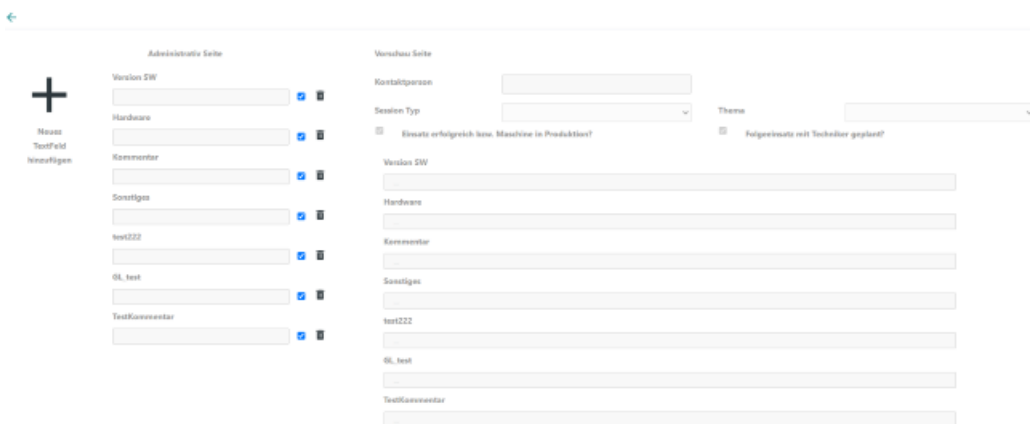 Administrativ Seite
Vorschau Seite
Version SW
Kontaktperson
Neues
TextFeld
hinzufügen
Hardware
Session Typ
Thema
Einsatz erfolgreich bzw. Maschine in Produktion?
Folgeeinsatz mit Techniker geplant?
Kommentar
Sonstiges
test222
GL_test
TestKommentar
Version SW
Hardware
Kommentar
Sonstiges
test222
GL_test
TestKommentar